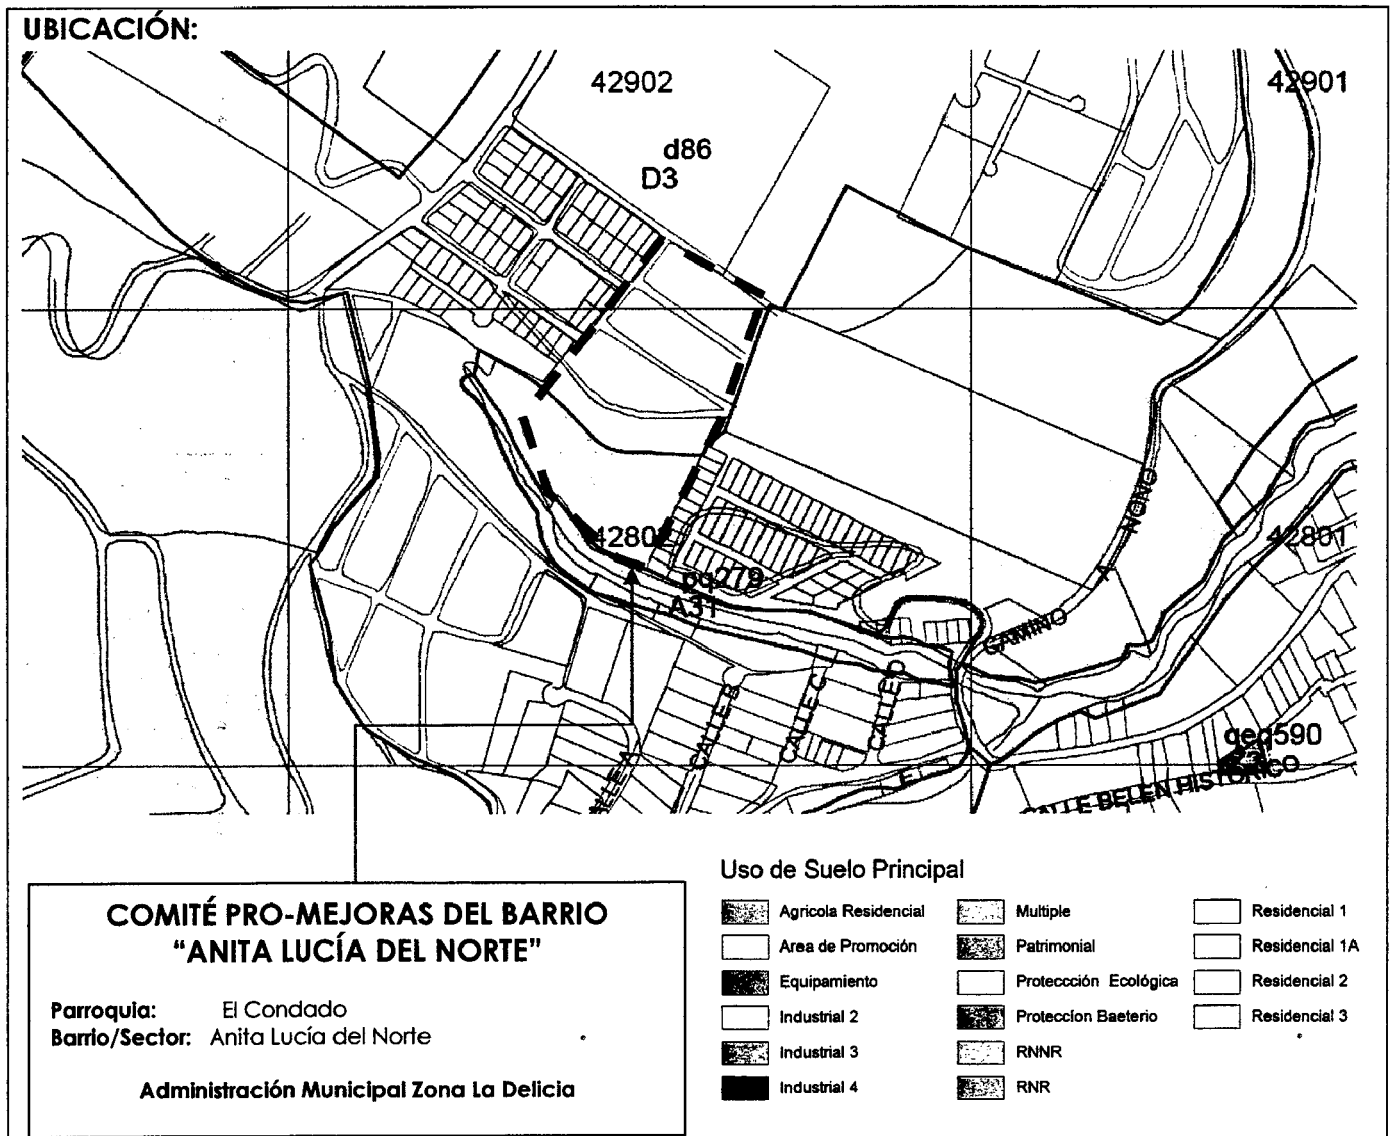 UBICACIÓN:
42902
42901
d86
D3
A NONO
42801
pq279
A31
CAMINO
CALLE B
CALLE C
CALLE D
E
CALLE BELEN HISTORICO
COMITÉ PRO-MEJORAS DEL BARRIO
“ANITA LUCÍA DEL NORTE”
Parroquia: El Condado
Barrio/Sector: Anita Lucía del Norte
Administración Municipal Zona La Delicia
Uso de Suelo Principal
Agricola Residencial
Area de Promoción
Equipamiento
Industrial 2
Industrial 3
Industrial 4
Multiple
Patrimonial
Proteccción Ecológica
Proteccion Baeterio
RNNR
RNR
Residencial 1
Residencial 1A
Residencial 2
Residencial 3